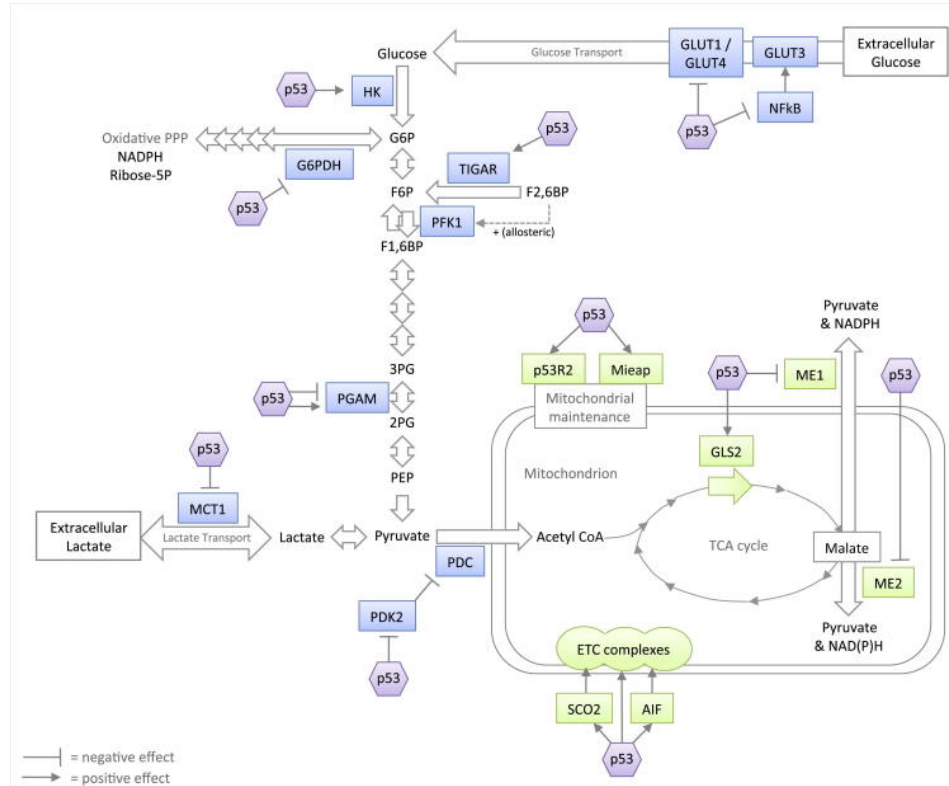 Glucose
Glucose Transport
GLUT1 /
GLUT4
GLUT3
Extracellular
Glucose
p53
HK
p53
NFkB
Oxidative PPP
NADPH
Ribose-5P
G6P
G6PDH
p53
TIGAR
p53
F6P
F2,6BP
PFK1
+ (allosteric)
F1,6BP
3PG
p53
PGAM
2PG
PEP
p53
MCT1
Extracellular
Lactate
Lactate Transport
Lactate
Pyruvate
PDC
PDK2
p53
p53
p53R2
Mieap
Mitochondrial
maintenance
Mitochondrion
p53
ME1
GLS2
Pyruvate
& NADPH
p53
Acetyl CoA
TCA cycle
Malate
ME2
Pyruvate
& NAD(P)H
ETC complexes
SCO2
AIF
p53
= negative effect
= positive effect